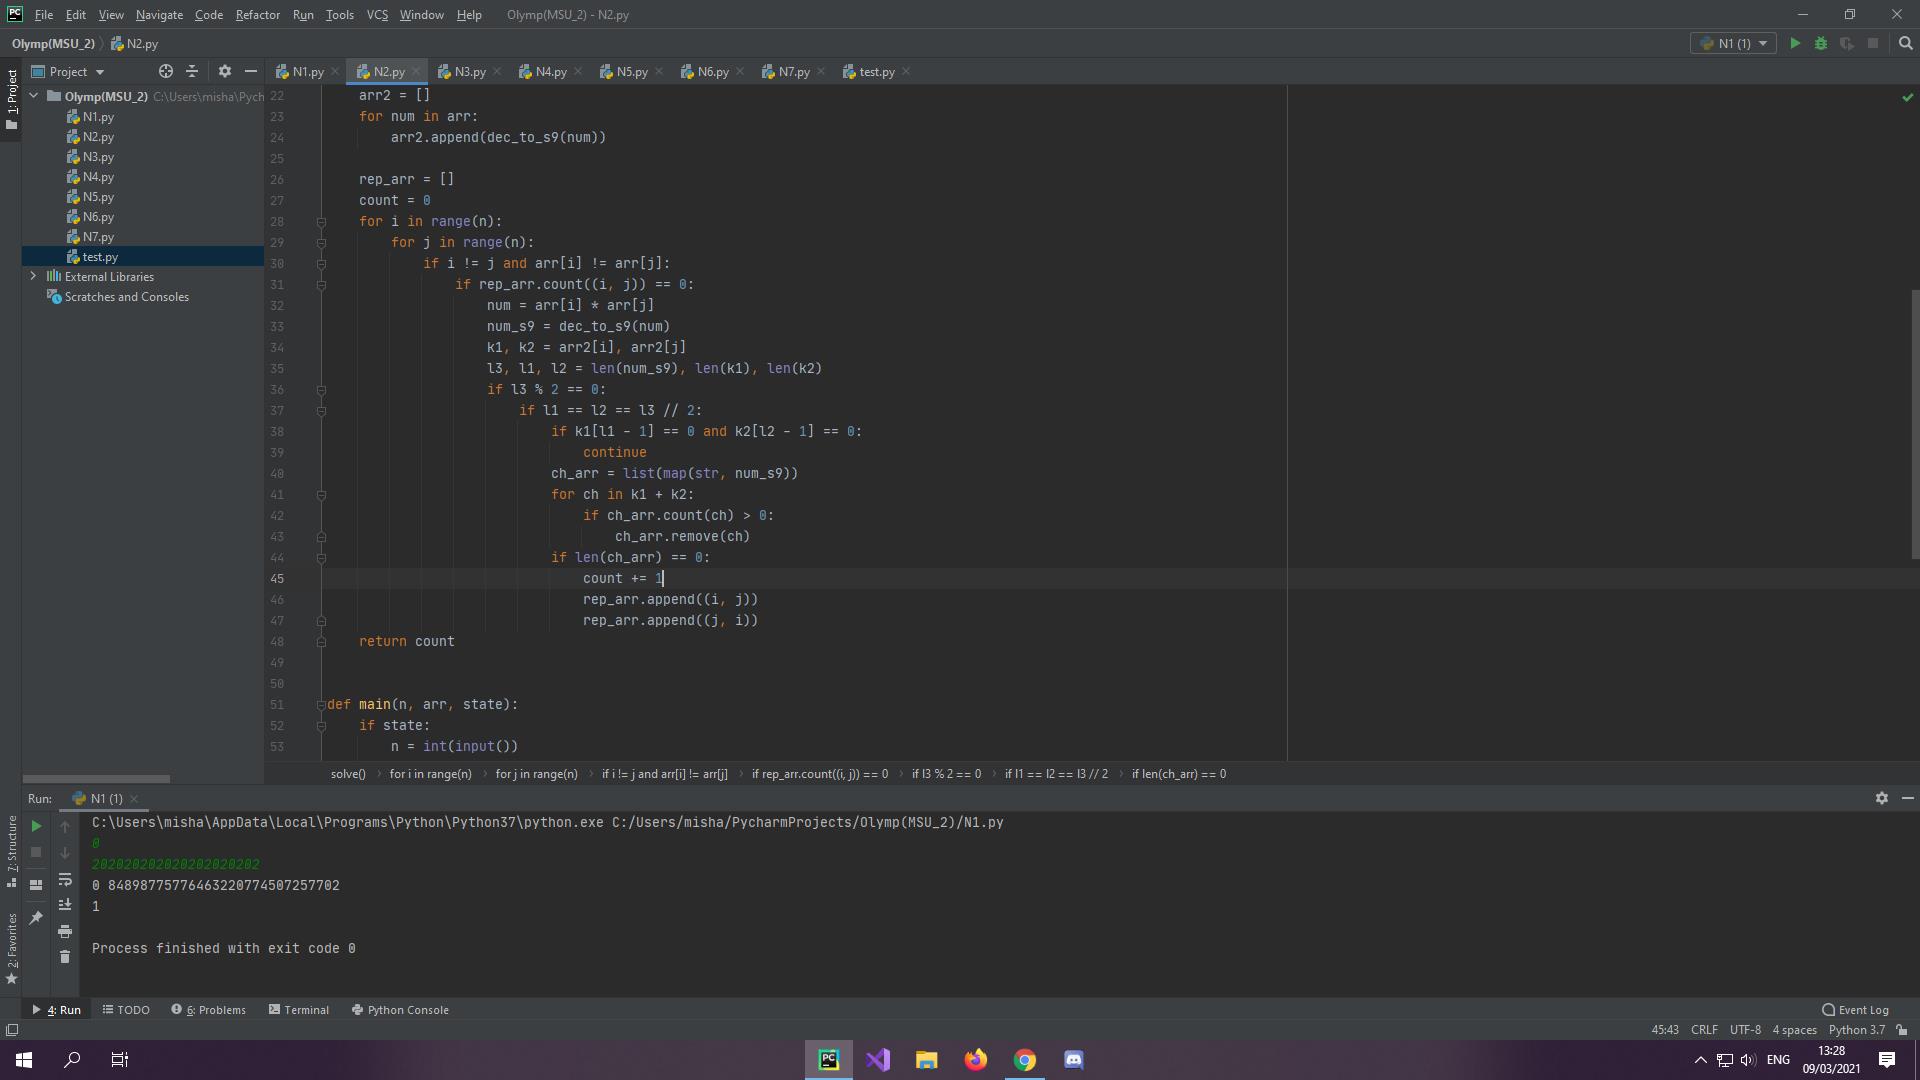 File Edit View Navigate Code Refactor Run Tools VCS Window Help Olymp(MSU_2) - N2.py
Olymp(MSU_2) N2.py N1 (1)
Project N1.py N2.py N3.py N4.py N5.py N6.py N7.py test.py
1: Project
Olymp(MSU_2) C:\Users\misha\Pych
N1.py
N2.py
N3.py
N4.py
N5.py
N6.py
N7.py
test.py
External Libraries
Scratches and Consoles
22 arr2 = []
23 for num in arr:
24 arr2.append(dec_to_s9(num))
25
26 rep_arr = []
27 count = 0
28 for i in range(n):
29 for j in range(n):
30 if i != j and arr[i] != arr[j]:
31 if rep_arr.count((i, j)) == 0:
32 num = arr[i] * arr[j]
33 num_s9 = dec_to_s9(num)
34 k1, k2 = arr2[i], arr2[j]
35 l3, l1, l2 = len(num_s9), len(k1), len(k2)
36 if l3 % 2 == 0:
37 if l1 == l2 == l3 // 2:
38 if k1[l1 - 1] == 0 and k2[l2 - 1] == 0:
39 continue
40 ch_arr = list(map(str, num_s9))
41 for ch in k1 + k2:
42 if ch_arr.count(ch) > 0:
43 ch_arr.remove(ch)
44 if len(ch_arr) == 0:
45 count += 1
46 rep_arr.append((i, j))
47 rep_arr.append((j, i))
48 return count
49
50
51 def main(n, arr, state):
52 if state:
53 n = int(input())
solve() for i in range(n) for j in range(n) if i != j and arr[i] != arr[j] if rep_arr.count((i, j)) == 0 if l3 % 2 == 0 if l1 == l2 == l3 // 2 if len(ch_arr) == 0
Run: N1 (1)
C:\Users\misha\AppData\Local\Programs\Python\Python37\python.exe C:/Users/misha/PycharmProjects/Olymp(MSU_2)/N1.py
0
202020202020202020202
0 84898775776463220774507257702
1
Process finished with exit code 0
7: Structure
2: Favorites
4: Run TODO 6: Problems Terminal Python Console Event Log
45:43 CRLF UTF-8 4 spaces Python 3.7
ENG 13:28
09/03/2021